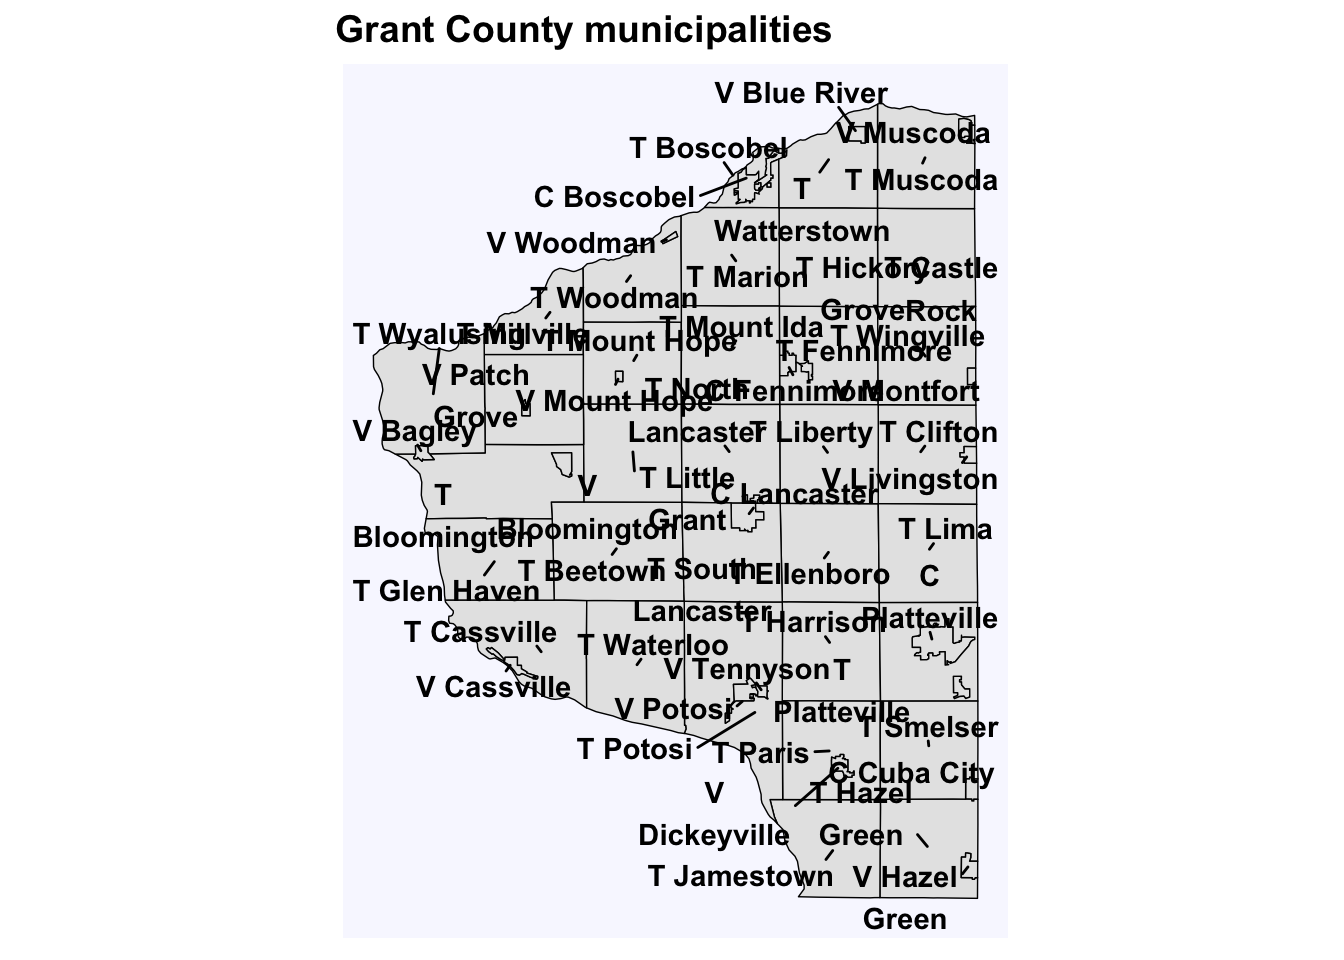 Grant County municipalities
V Blue River
V Muscoda
T Boscobel
T Muscoda
T
Watterstown
C Boscobel
V Woodman
T Marion
T Hickory
Grove
T Castle
Rock
T Woodman
T Mount Ida
T Wyalusing
T Millville
T Mount Hope
T Wingville
T Fennimore
V Patch
Grove
V Mount Hope
T North
Lancaster
C Fennimore
V Montfort
V Bagley
T Liberty
T Clifton
T Little
Grant
V Livingston
T
Bloomington
V
Bloomington
C Lancaster
T Lima
T Beetown
T South
Lancaster
T Ellenboro
C
Platteville
T Glen Haven
T Harrison
T Cassville
T Waterloo
V Tennyson
T
Platteville
V Cassville
V Potosi
T Smelser
T Potosi
T Paris
C Cuba City
V
Dickeyville
T Hazel
Green
T Jamestown
V Hazel
Green